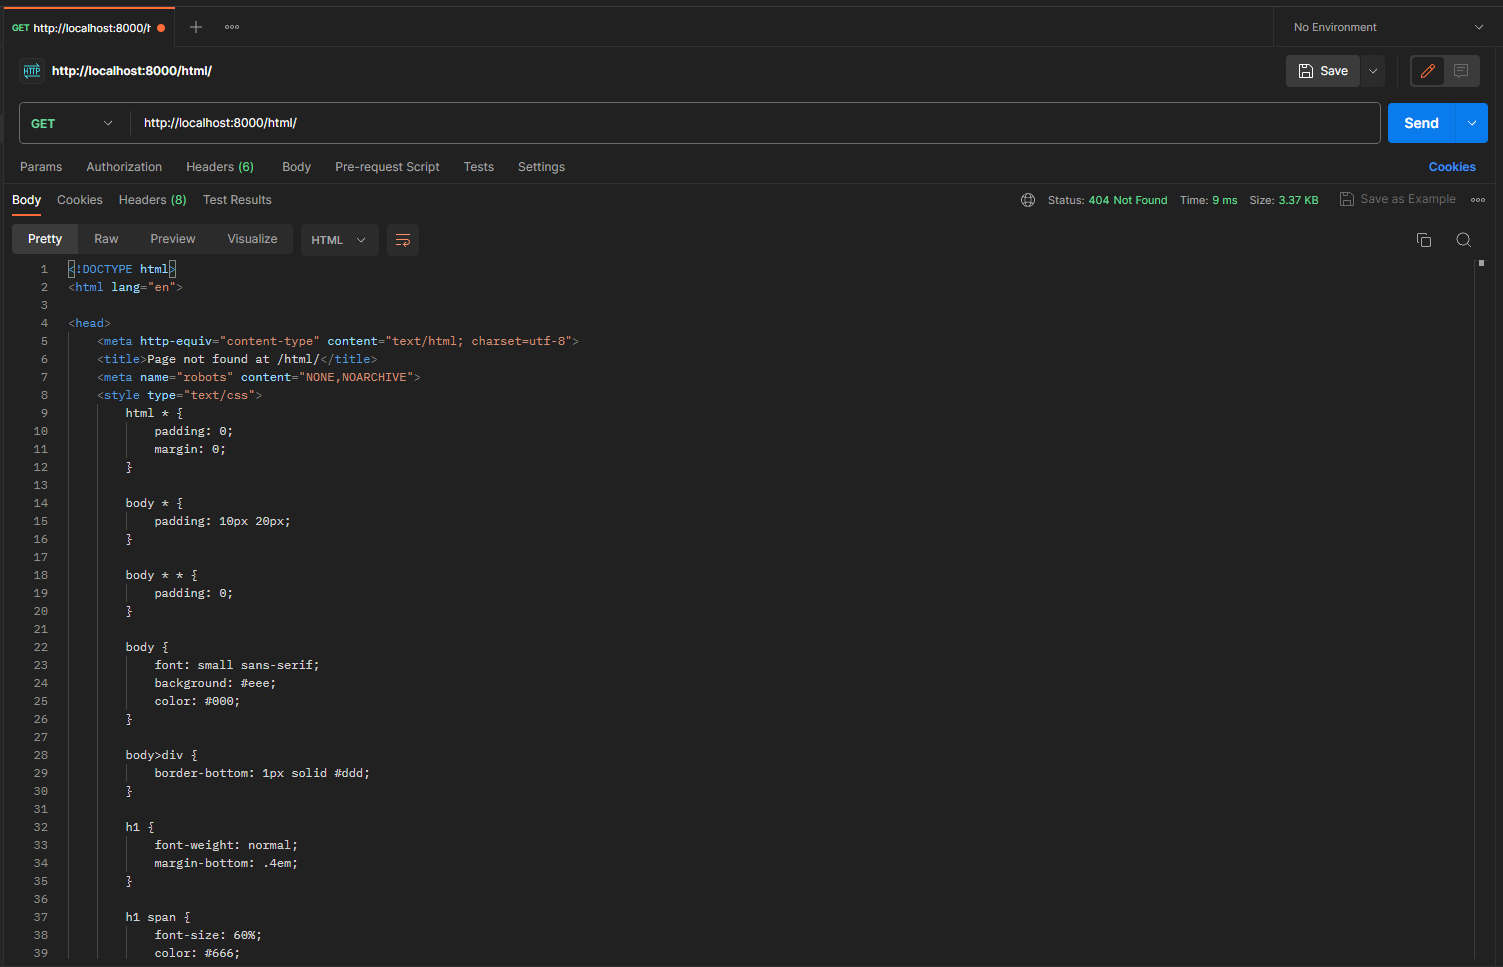 GET http://localhost:8000/h
No Environment
HTTP http://localhost:8000/html/
Save
GET http://localhost:8000/html/
Send
Params Authorization Headers (6) Body Pre-request Script Tests Settings Cookies
Body Cookies Headers (8) Test Results Status: 404 Not Found Time: 9 ms Size: 3.37 KB Save as Example
Pretty Raw Preview Visualize HTML
1 <!DOCTYPE html>
2 <html lang="en">
3
4 <head>
5 <meta http-equiv="content-type" content="text/html; charset=utf-8">
6 <title>Page not found at /html/</title>
7 <meta name="robots" content="NONE,NOARCHIVE">
8 <style type="text/css">
9 html * {
10 padding: 0;
11 margin: 0;
12 }
13
14 body * {
15 padding: 10px 20px;
16 }
17
18 body * * {
19 padding: 0;
20 }
21
22 body {
23 font: small sans-serif;
24 background: #eee;
25 color: #000;
26 }
27
28 body>div {
29 border-bottom: 1px solid #ddd;
30 }
31
32 h1 {
33 font-weight: normal;
34 margin-bottom: .4em;
35 }
36
37 h1 span {
38 font-size: 60%;
39 color: #666;